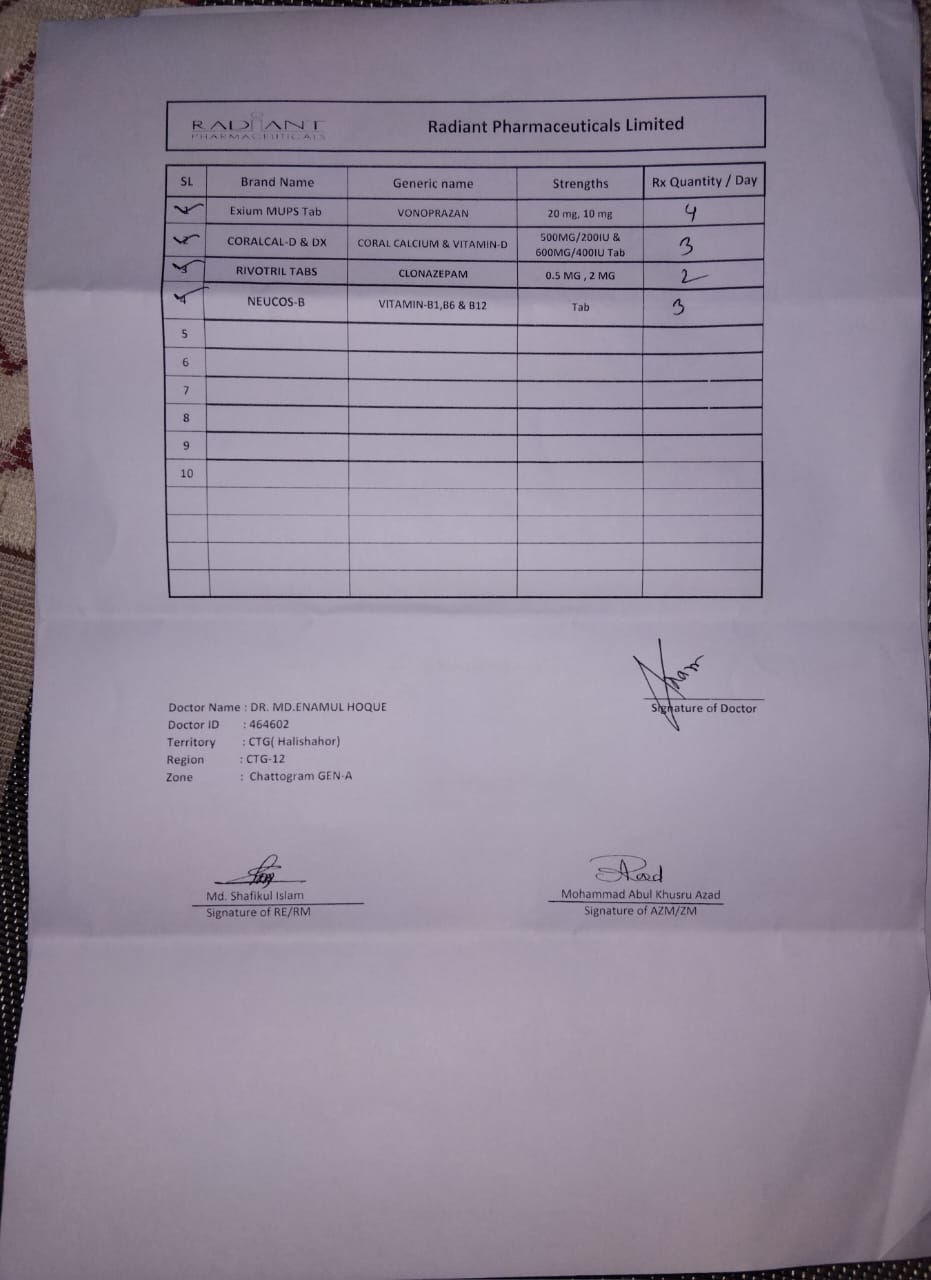 RADIANT
PHARMACEUTICALS
Radiant Pharmaceuticals Limited
SL Brand Name Generic name Strengths Rx Quantity / Day
1 Exium MUPS Tab VONOPRAZAN 20 mg, 10 mg 4
2 CORALCAL-D & DX CORAL CALCIUM & VITAMIN-D 500MG/200IU & 600MG/400IU Tab 3
3 RIVOTRIL TABS CLONAZEPAM 0.5 MG , 2 MG 2
4 NEUCOS-B VITAMIN-B1,B6 & B12 Tab 3
5
6
7
8
9
10
Signature of Doctor
Doctor Name : DR. MD.ENAMUL HOQUE
Doctor ID : 464602
Territory : CTG( Halishahor)
Region : CTG-12
Zone : Chattogram GEN-A
Azad
Md. Shafikul Islam
Signature of RE/RM
Mohammad Abul Khusru Azad
Signature of AZM/ZM